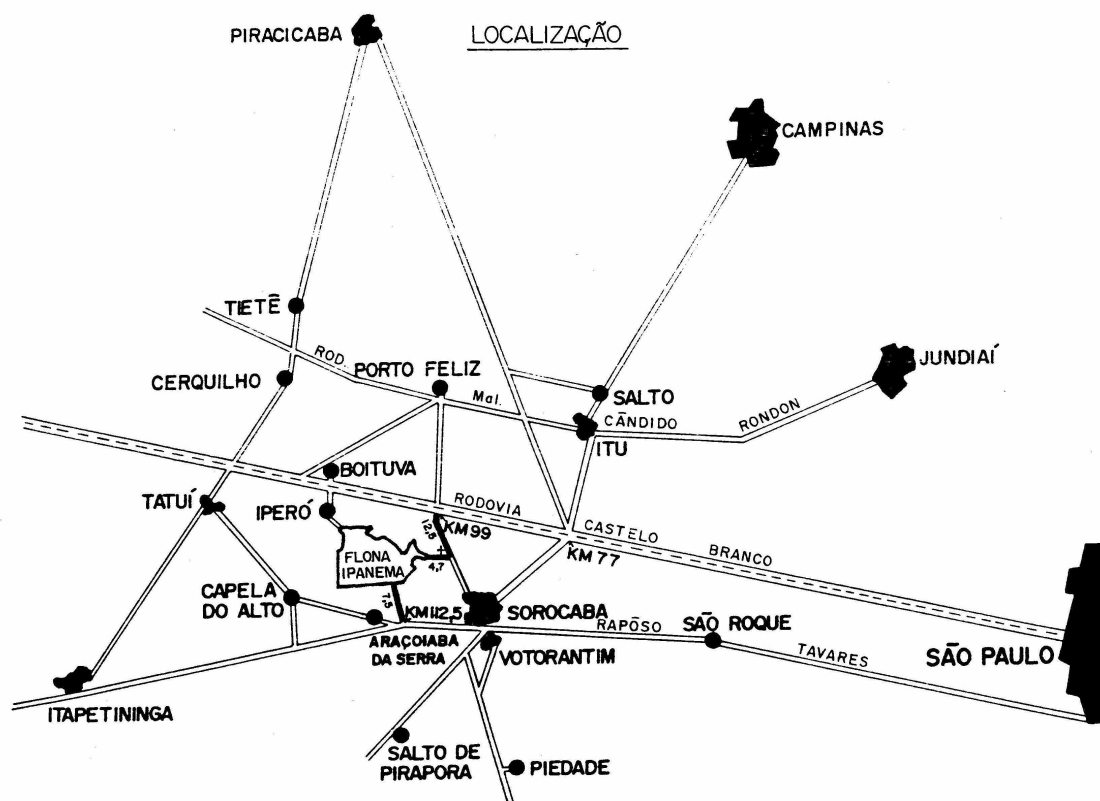 LOCALIZAÇÃO
PIRACICABA
CAMPINAS
TIETÊ
ROD.
PORTO FELIZ
JUNDIAÍ
CERQUILHO
Mal.
SALTO
CÂNDIDO
RONDON
ITU
BOITUVA
TATUÍ
IPERÓ
RODOVIA
KM 99
12,8
CASTELO
BRANCO
KM 77
FLONA
IPANEMA
4,7
7,5
CAPELA
DO ALTO
KM 112,5
SOROCABA
RAPÔSO
SÃO ROQUE
ARAÇOIABA
DA SERRA
VOTORANTIM
TAVARES
SÃO PAULO
ITAPETININGA
SALTO DE
PIRAPORA
PIEDADE